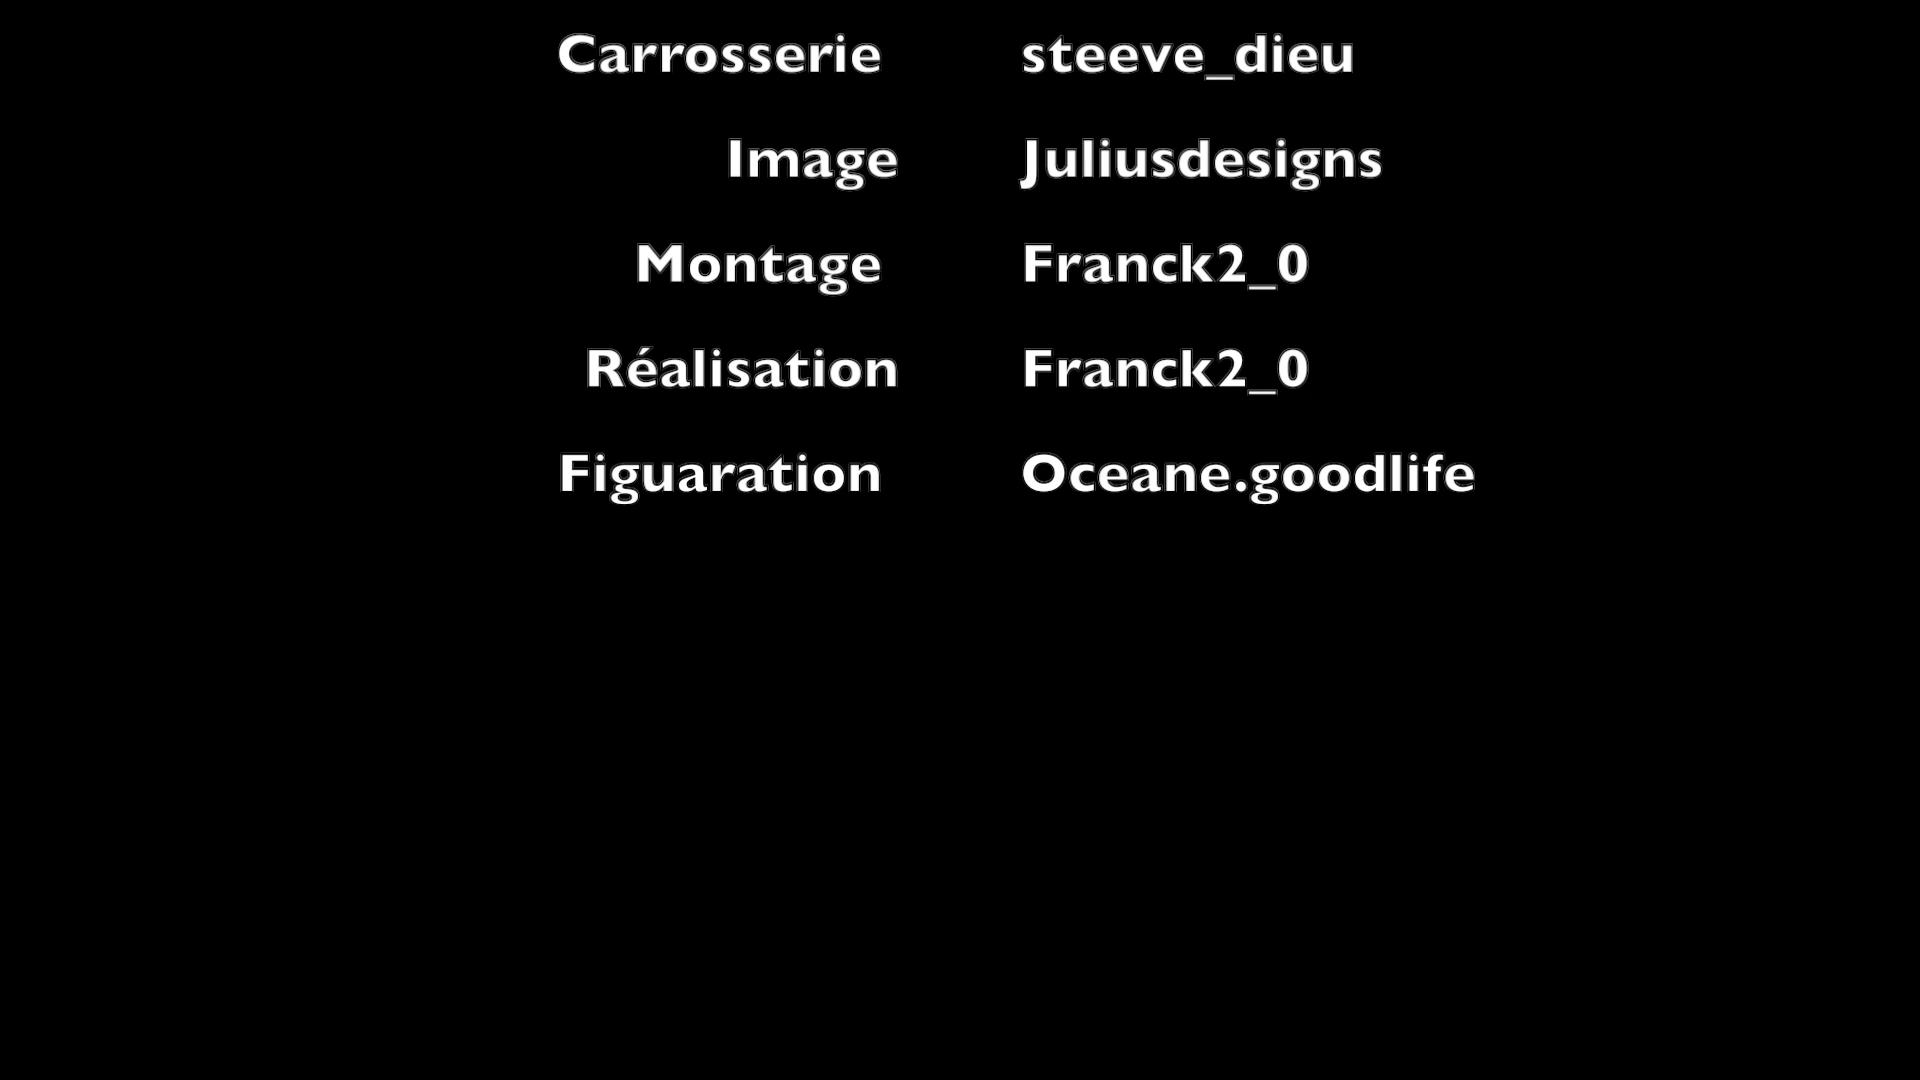 Carrosserie steeve_dieu
Image Juliusdesigns
Montage Franck2_0
Réalisation Franck2_0
Figuaration Oceane.goodlife